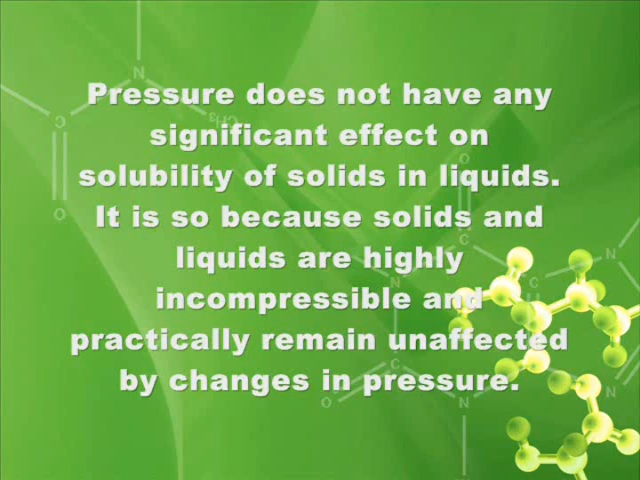 Pressure does not have any
significant effect on
solubility of solids in liquids.
It is so because solids and
liquids are highly
incompressible and
practically remain unaffected
by changes in pressure.